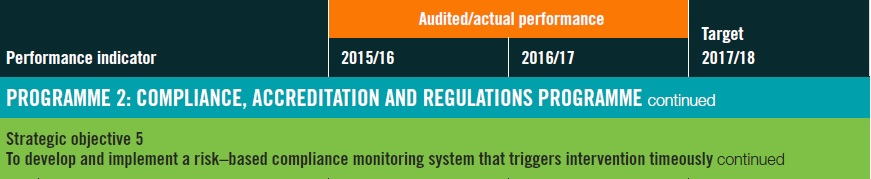 Audited/actual performance
Target
Performance indicator 2015/16 2016/17 2017/18
PROGRAMME 2: COMPLIANCE, ACCREDITATION AND REGULATIONS PROGRAMME continued
Strategic objective 5
To develop and implement a risk–based compliance monitoring system that triggers intervention timeously continued